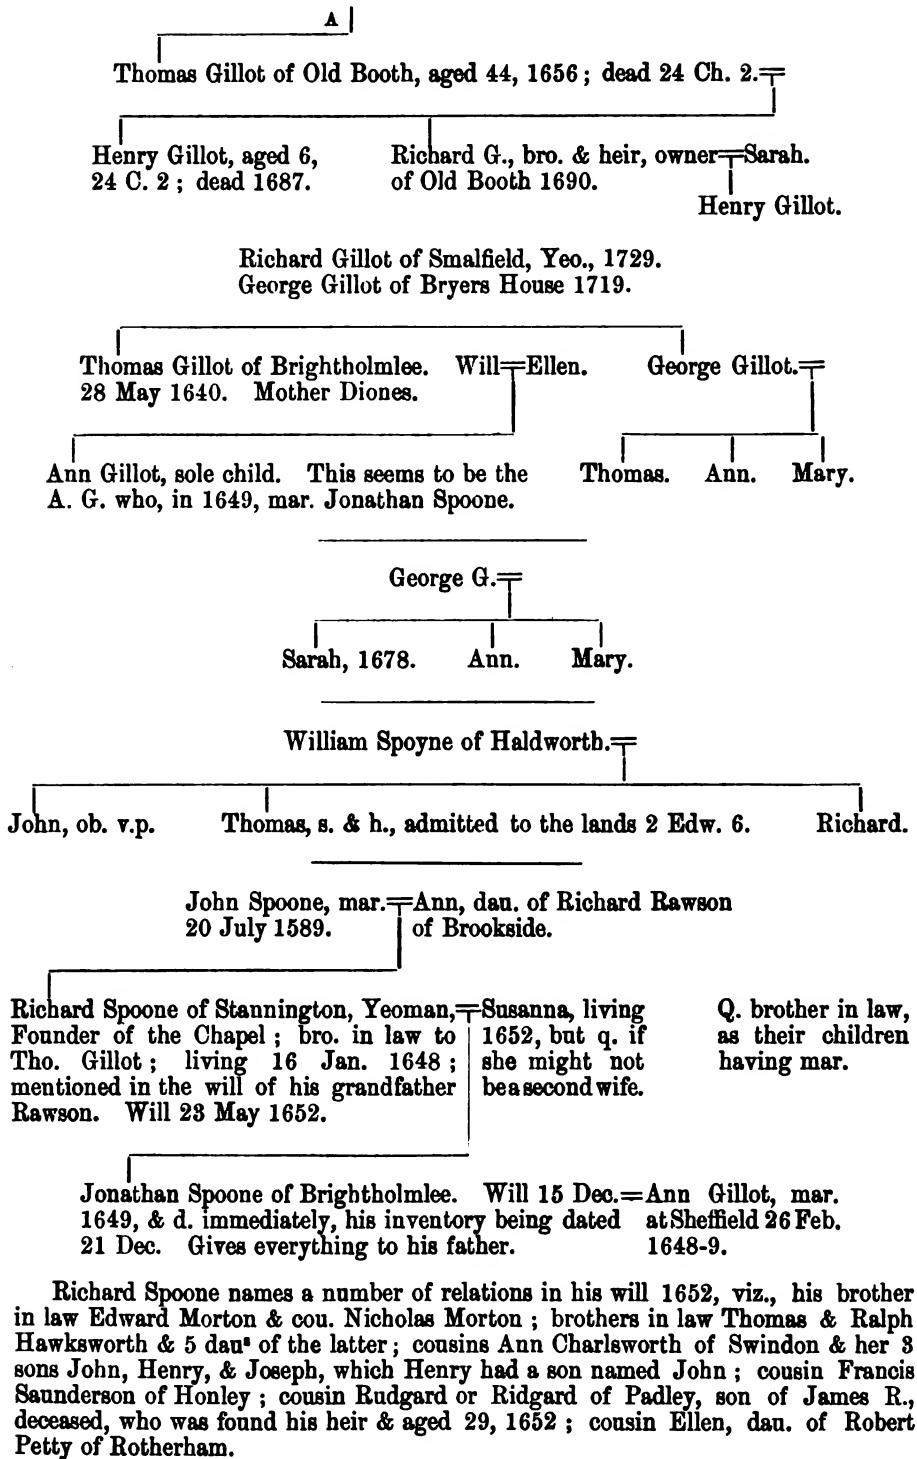 A
Thomas Gillot of Old Booth, aged 44, 1656 ; dead 24 Ch. 2.
Henry Gillot, aged 6,
24 C. 2 ; dead 1687.
Richard G., bro. & heir, owner=Sarah.
of Old Booth 1690.
Henry Gillot.
Richard Gillot of Smalfield, Yeo., 1729.
George Gillot of Bryers House 1719.
Thomas Gillot of Brightholmlee.
28 May 1640. Mother Diones.
Will=Ellen.
George Gillot.=
Ann Gillot, sole child. This seems to be the
A. G. who, in 1649, mar. Jonathan Spoone.
Thomas. Ann. Mary.
George G.=
Sarah, 1678. Ann. Mary.
William Spoyne of Haldworth.=
John, ob. v.p. Thomas, s. & h., admitted to the lands 2 Edw. 6. Richard.
John Spoone, mar.=Ann, dau. of Richard Rawson
20 July 1589. of Brookside.
Richard Spoone of Stannington, Yeoman,=
Founder of the Chapel ; bro. in law to
Tho. Gillot ; living 16 Jan. 1648 ;
mentioned in the will of his grandfather
Rawson. Will 23 May 1652.
Susanna, living
1652, but q. if
she might not
be a second wife.
Q. brother in law,
as their children
having mar.
Jonathan Spoone of Brightholmlee. Will 15 Dec.=
1649, & d. immediately, his inventory being dated
21 Dec. Gives everything to his father.
Ann Gillot, mar.
at Sheffield 26 Feb.
1648-9.
Richard Spoone names a number of relations in his will 1652, viz., his brother
in law Edward Morton & cou. Nicholas Morton ; brothers in law Thomas & Ralph
Hawksworth & 5 dauˢ of the latter ; cousins Ann Charlsworth of Swindon & her 3
sons John, Henry, & Joseph, which Henry had a son named John ; cousin Francis
Saunderson of Honley ; cousin Rudgard or Ridgard of Padley, son of James R.,
deceased, who was found his heir & aged 29, 1652 ; cousin Ellen, dau. of Robert
Petty of Rotherham.